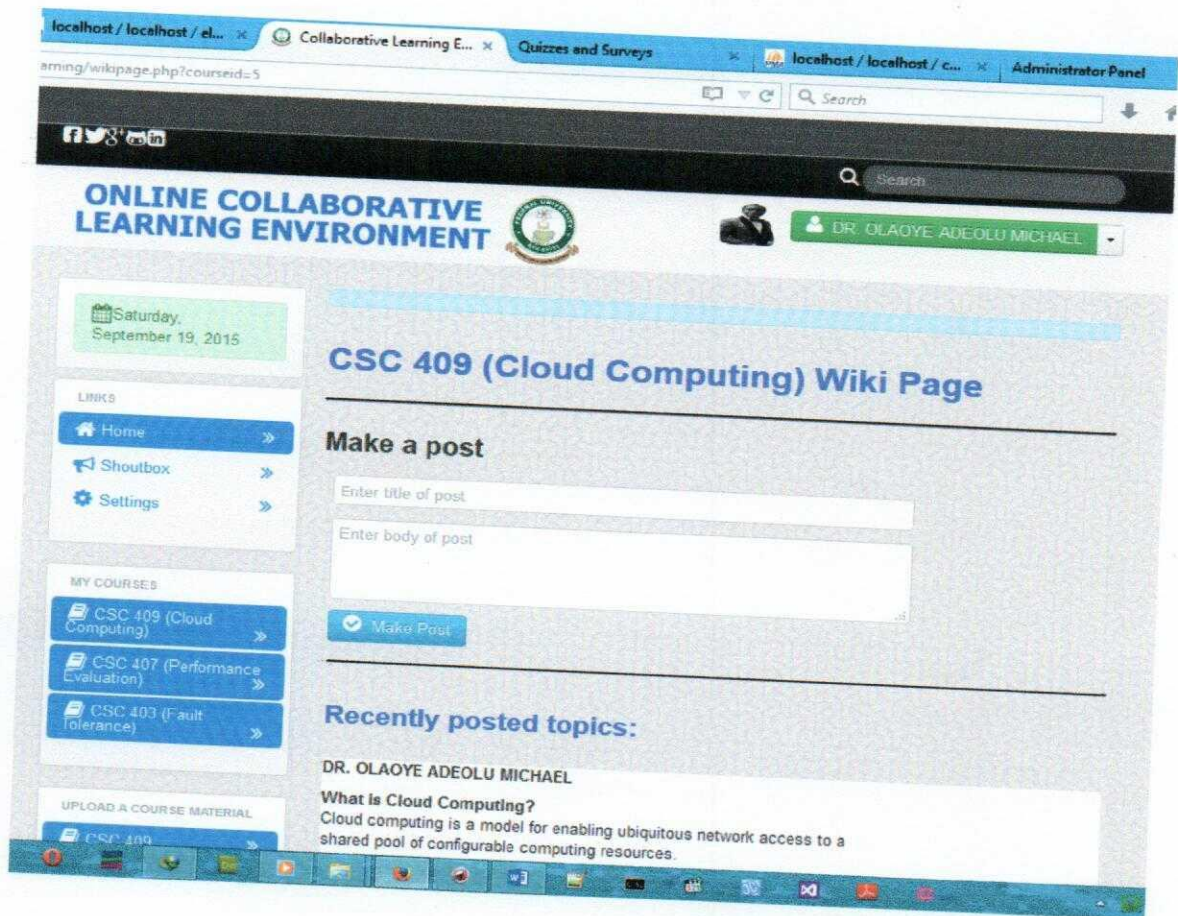 localhost / localhost / el... ×
Collaborative Learning E... ×
Quizzes and Surveys ×
localhost / localhost / c... ×
Administrator Panel
arning/wikipage.php?courseid=5
Search
Search
ONLINE COLLABORATIVE
LEARNING ENVIRONMENT
DR. OLAOYE ADEOLU MICHAEL
Saturday,
September 19, 2015
CSC 409 (Cloud Computing) Wiki Page
LINKS
Home »
Shoutbox »
Settings »
Make a post
Enter title of post
Enter body of post
Make Post
MY COURSES
CSC 409 (Cloud
Computing) »
CSC 407 (Performance
Evaluation) »
CSC 403 (Fault
Tolerance) »
Recently posted topics:
DR. OLAOYE ADEOLU MICHAEL
What Is Cloud Computing?
Cloud computing is a model for enabling ubiquitous network access to a
shared pool of configurable computing resources.
UPLOAD A COURSE MATERIAL
CSC 409 »